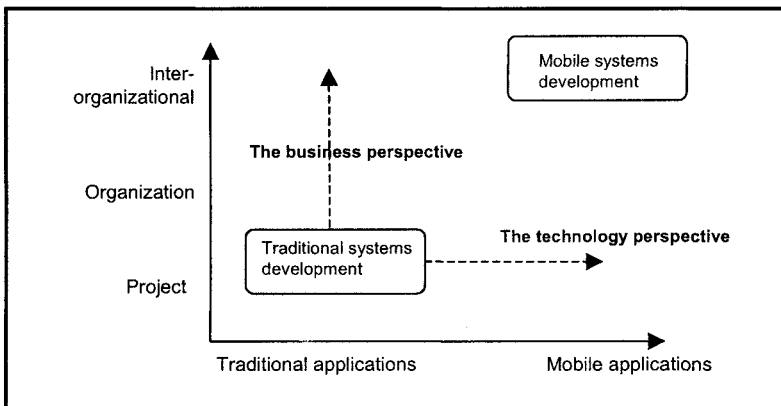 Inter-
organizational
Mobile systems
development
The business perspective
Organization
Traditional systems
development
The technology perspective
Project
Traditional applications
Mobile applications